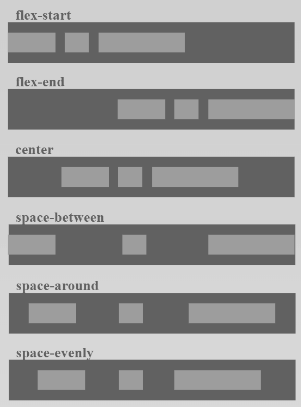 flex-start
flex-end
center
space-between
space-around
space-evenly